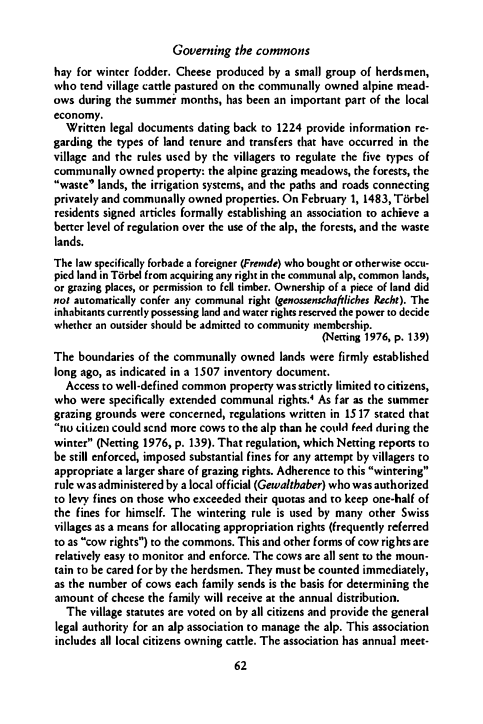 Governing the commons
hay for winter fodder. Cheese produced by a small group of herdsmen,
who tend village cattle pastured on the communally owned alpine mead-
ows during the summer months, has been an important part of the local
economy.
Written legal documents dating back to 1224 provide information re-
garding the types of land tenure and transfers that have occurred in the
village and the rules used by the villagers to regulate the five types of
communally owned property: the alpine grazing meadows, the forests, the
“waste” lands, the irrigation systems, and the paths and roads connecting
privately and communally owned properties. On February 1, 1483, Törbel
residents signed articles formally establishing an association to achieve a
better level of regulation over the use of the alp, the forests, and the waste
lands.
The law specifically forbade a foreigner (Fremde) who bought or otherwise occu-
pied land in Törbel from acquiring any right in the communal alp, common lands,
or grazing places, or permission to fell timber. Ownership of a piece of land did
not automatically confer any communal right (genossenschaftliches Recht). The
inhabitants currently possessing land and water rights reserved the power to decide
whether an outsider should be admitted to community membership.
(Netting 1976, p. 139)
The boundaries of the communally owned lands were firmly established
long ago, as indicated in a 1507 inventory document.
Access to well-defined common property was strictly limited to citizens,
who were specifically extended communal rights.⁴ As far as the summer
grazing grounds were concerned, regulations written in 1517 stated that
“no citizen could send more cows to the alp than he could feed during the
winter” (Netting 1976, p. 139). That regulation, which Netting reports to
be still enforced, imposed substantial fines for any attempt by villagers to
appropriate a larger share of grazing rights. Adherence to this “wintering”
rule was administered by a local official (Gewalthaber) who was authorized
to levy fines on those who exceeded their quotas and to keep one-half of
the fines for himself. The wintering rule is used by many other Swiss
villages as a means for allocating appropriation rights (frequently referred
to as “cow rights”) to the commons. This and other forms of cow rights are
relatively easy to monitor and enforce. The cows are all sent to the moun-
tain to be cared for by the herdsmen. They must be counted immediately,
as the number of cows each family sends is the basis for determining the
amount of cheese the family will receive at the annual distribution.
The village statutes are voted on by all citizens and provide the general
legal authority for an alp association to manage the alp. This association
includes all local citizens owning cattle. The association has annual meet-
62